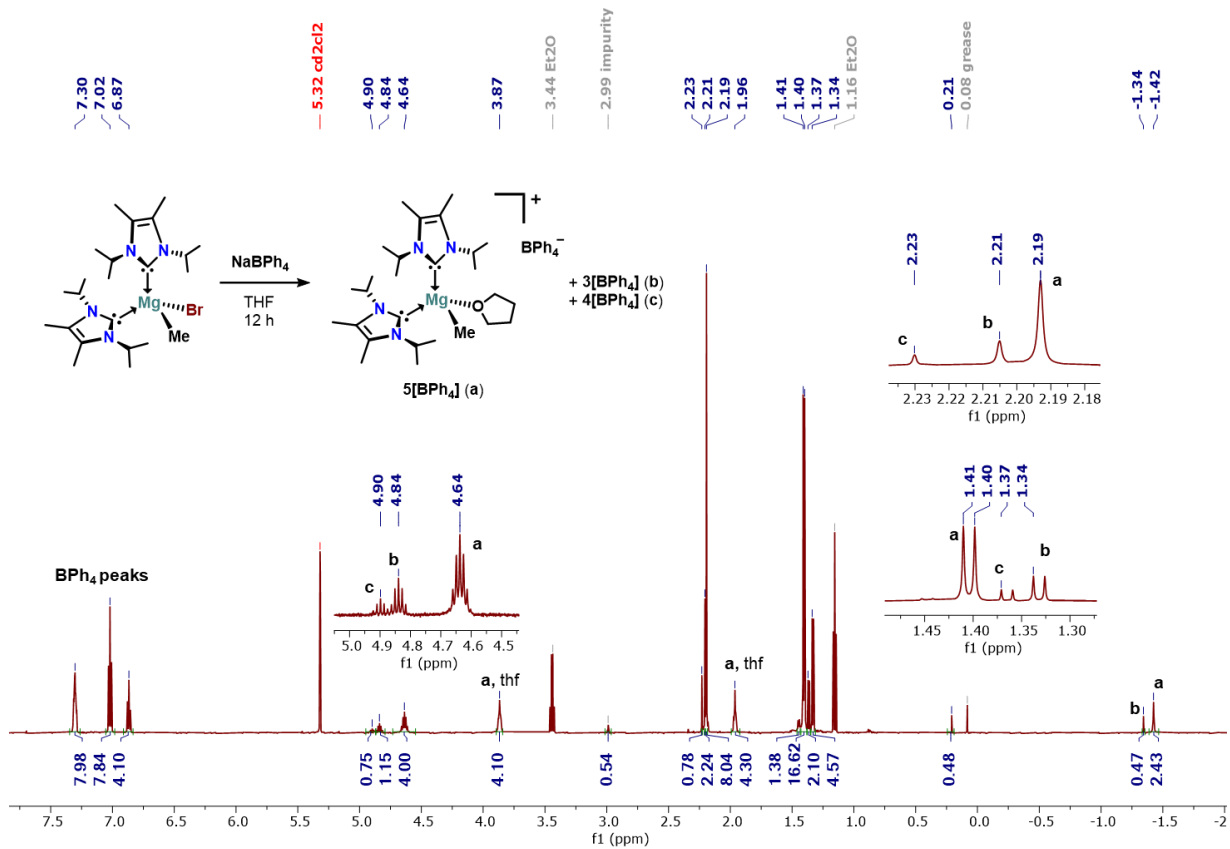 7.30
7.02
6.87
5.32 cd2cl2
4.90
4.84
4.64
3.87
3.44 Et2O
2.99 impurity
2.23
2.21
2.19
1.96
1.41
1.40
1.37
1.34
1.16 Et2O
0.21
0.08 grease
-1.34
-1.42
N
N
N
N
Mg
Br
Me
NaBPh₄
THF
12 h
N
N
N
N
Mg
O
Me
+
BPh₄⁻
+ 3[BPh₄] (b)
+ 4[BPh₄] (c)
5[BPh₄] (a)
2.23
2.21
2.19
a
b
c
2.23 2.22 2.21 2.20 2.19 2.18
f1 (ppm)
1.41
1.40
1.37
1.34
a
c
b
1.45 1.40 1.35 1.30
f1 (ppm)
4.90
4.84
4.64
c
b
a
5.0 4.9 4.8 4.7 4.6 4.5
f1 (ppm)
BPh₄ peaks
a, thf
a, thf
b
a
7.98
7.84
4.10
0.75
1.15
4.00
4.10
0.54
0.78
2.24
8.04
4.30
1.38
16.62
2.10
4.57
0.48
0.47
2.43
7.5 7.0 6.5 6.0 5.5 5.0 4.5 4.0 3.5 3.0 2.5 2.0 1.5 1.0 0.5 0.0 -0.5 -1.0 -1.5 -2.
f1 (ppm)